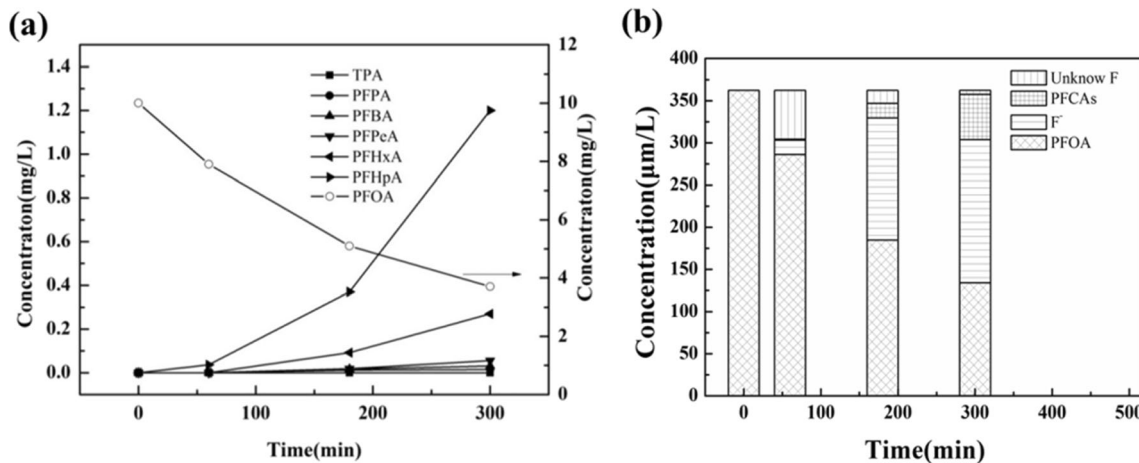 (a)
1.4
1.2
1.0
0.8
0.6
0.4
0.2
0.0
Concentraton(mg/L)
TPA
PFPA
PFBA
PFPeA
PFHxA
PFHpA
PFOA
12
10
8
6
4
2
0
Concentraton(mg/L)
0 100 200 300
Time(min)
(b)
400
350
300
250
200
150
100
50
0
Concentration(μm/L)
Unknow F
PFCAs
F-
PFOA
0 100 200 300 400 500
Time(min)